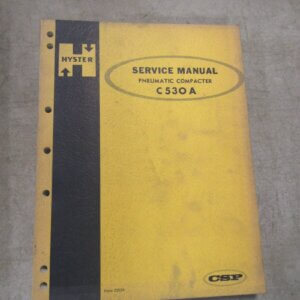 HYSTER
SERVICE MANUAL
PNEUMATIC COMPACTER
C530A
CSP